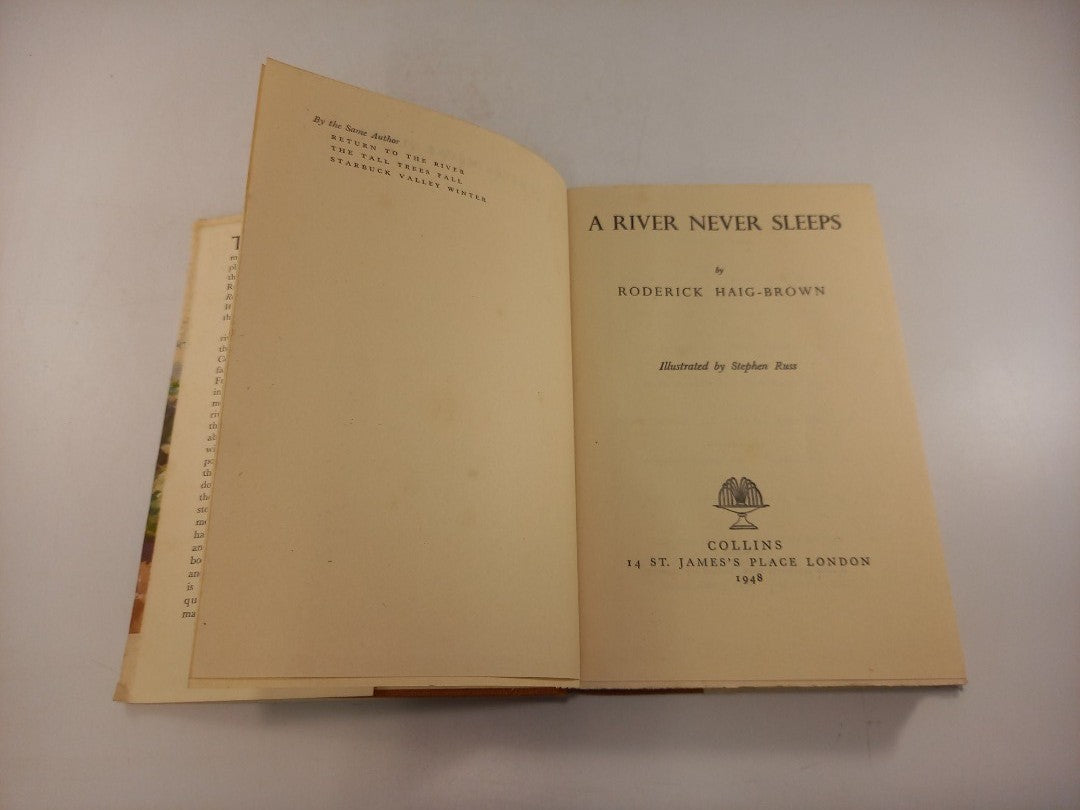 By the Same Author
RETURN TO THE RIVER
THE TALL TREES FALL
STARBUCK VALLEY WINTER
A RIVER NEVER SLEEPS
by
RODERICK HAIG-BROWN
Illustrated by Stephen Russ
COLLINS
14 ST. JAMES'S PLACE LONDON
1948